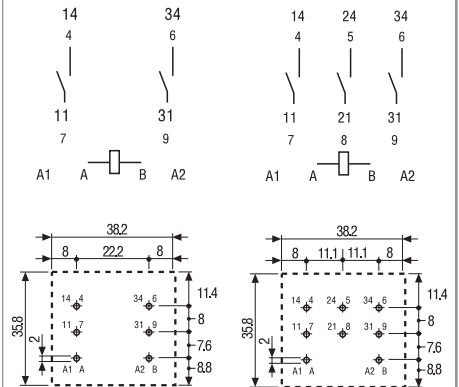 14 34
4 6
11 31
7 9
A1 A B A2
14 24 34
4 5 6
11 21 31
7 8 9
A1 A B A2
38.2
8 22.2 8
35.8
2
14 4 34 6
11 7 31 9
A1 A A2 B
11.4
8
7.6
8.8
38.2
8 11.1 11.1 8
35.8
2
14 4 24 5 34 6
11 7 21 8 31 9
A1 A A2 B
11.4
8
7.6
8.8